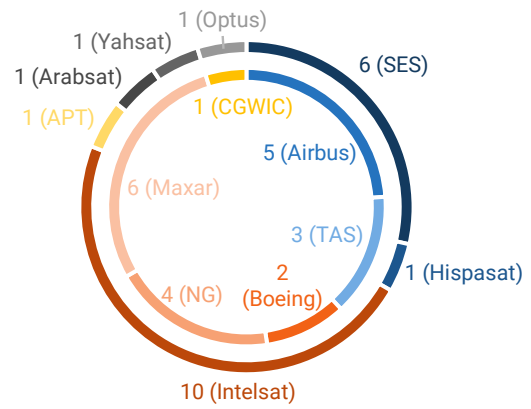 1 (Optus)
1 (Yahsat)
6 (SES)
1 (Arabsat)
1 (CGWIC)
1 (APT)
5 (Airbus)
6 (Maxar)
3 (TAS)
2
(Boeing)
1 (Hispasat)
4 (NG)
10 (Intelsat)